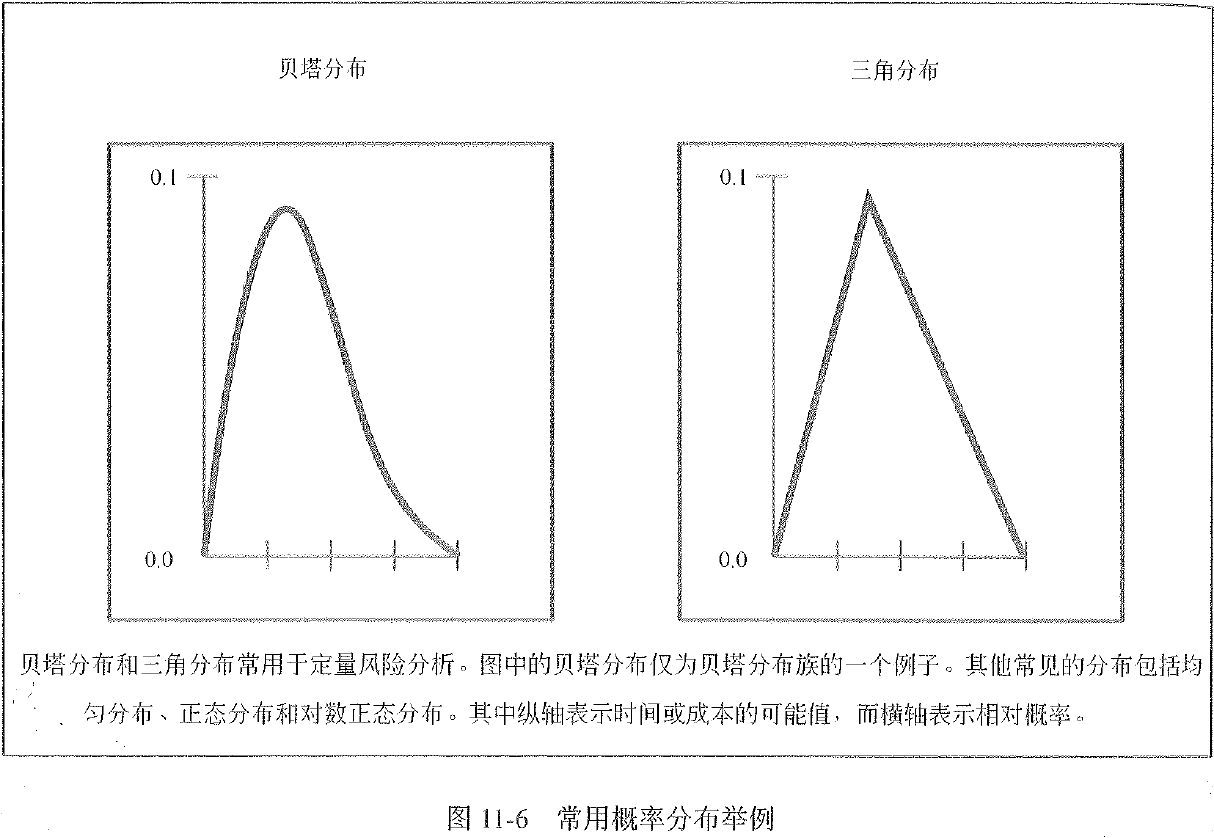 贝塔分布
三角分布
0.1
0.1
0.0
0.0
贝塔分布和三角分布常用于定量风险分析。图中的贝塔分布仅为贝塔分布族的一个例子。其他常见的分布包括均
匀分布、正态分布和对数正态分布。其中纵轴表示时间或成本的可能值，而横轴表示相对概率。
图 11-6 常用概率分布举例